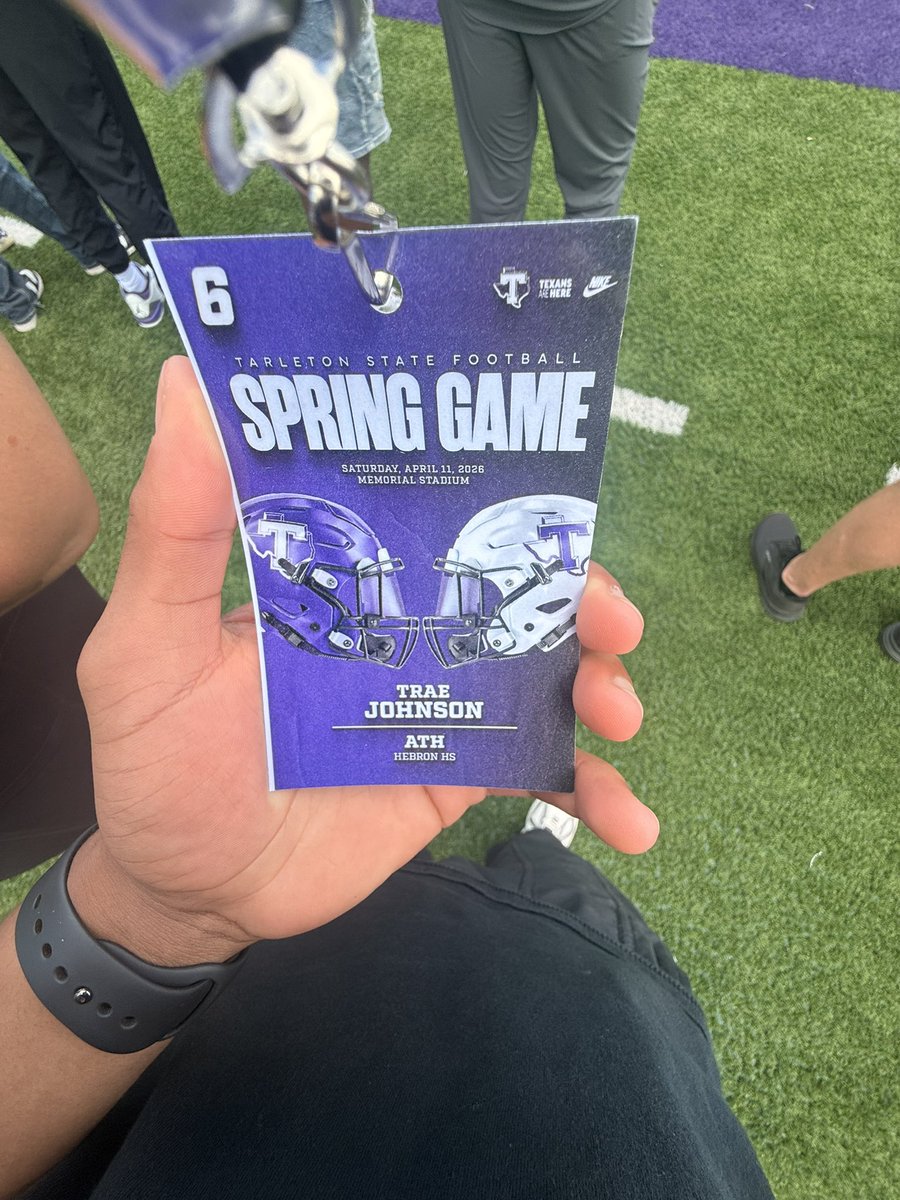 6
TEXANS
ARE HERE
NIKE
TARLETON STATE FOOTBALL
SPRING GAME
SATURDAY, APRIL 11, 2026
MEMORIAL STADIUM
T
T
TRAE
JOHNSON
ATH
HEBRON HS